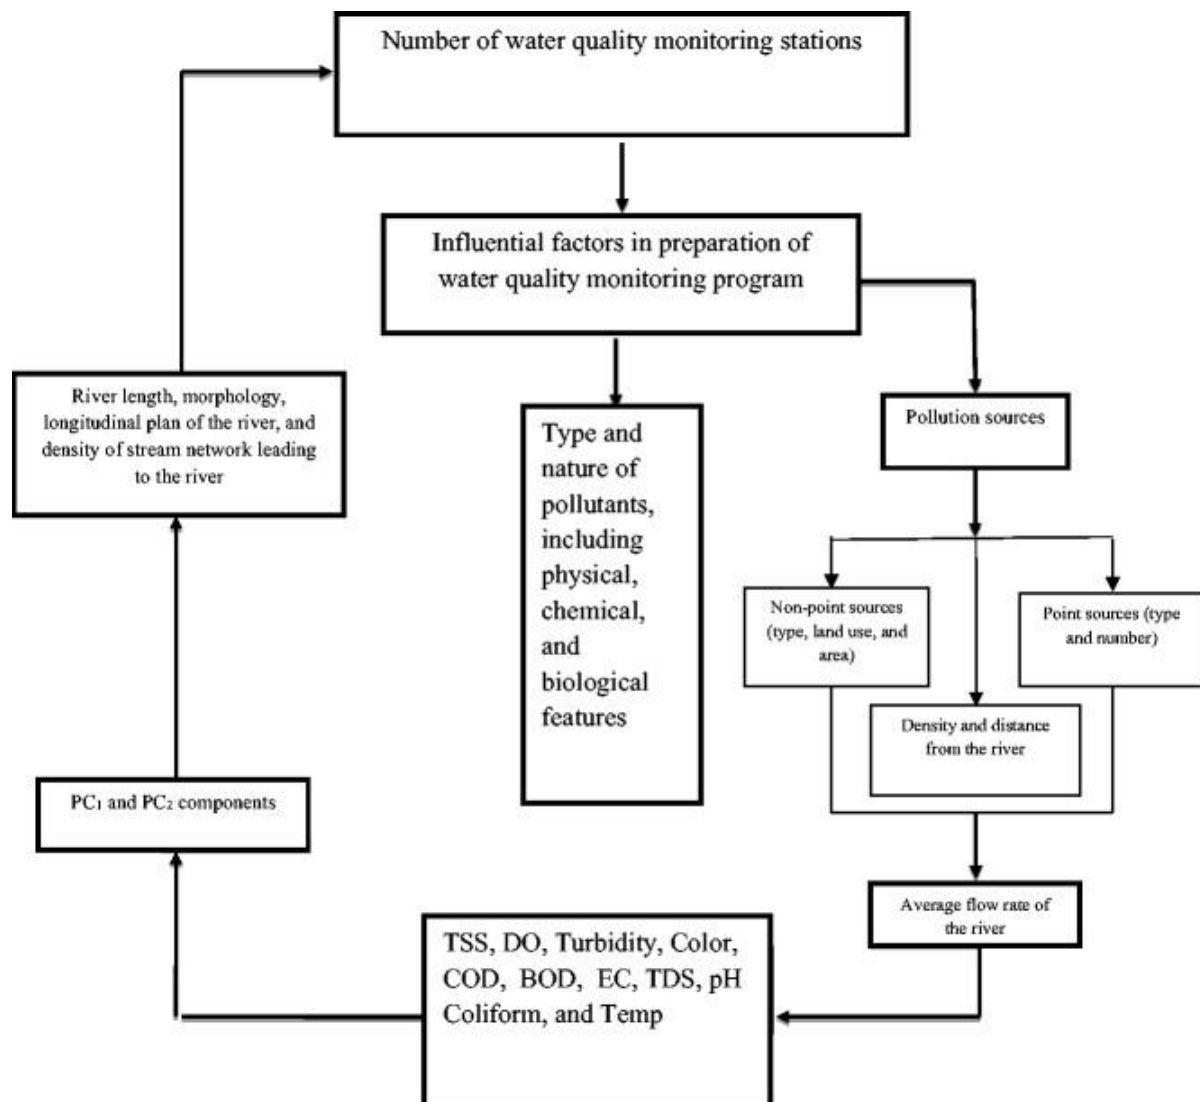 Number of water quality monitoring stations
Influential factors in preparation of
water quality monitoring program
River length, morphology,
longitudinal plan of the river, and
density of stream network leading
to the river
Type and
nature of
pollutants,
including
physical,
chemical,
and
biological
features
Pollution sources
Non-point sources
(type, land use, and
area)
Point sources (type
and number)
Density and distance
from the river
PC₁ and PC₂ components
Average flow rate of
the river
TSS, DO, Turbidity, Color,
COD, BOD, EC, TDS, pH
Coliform, and Temp